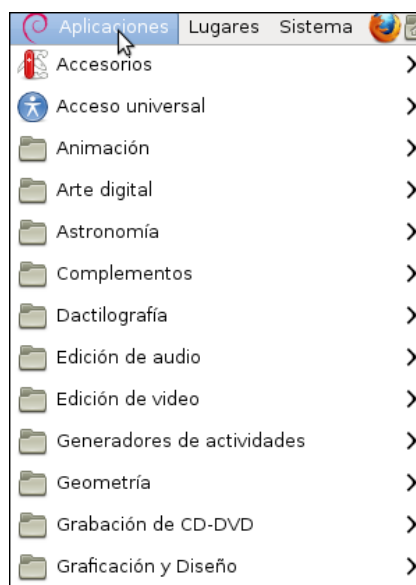 Aplicaciones Lugares Sistema
Accesorios
Acceso universal
Animación
Arte digital
Astronomía
Complementos
Dactilografía
Edición de audio
Edición de video
Generadores de actividades
Geometría
Grabación de CD-DVD
Graficación y Diseño